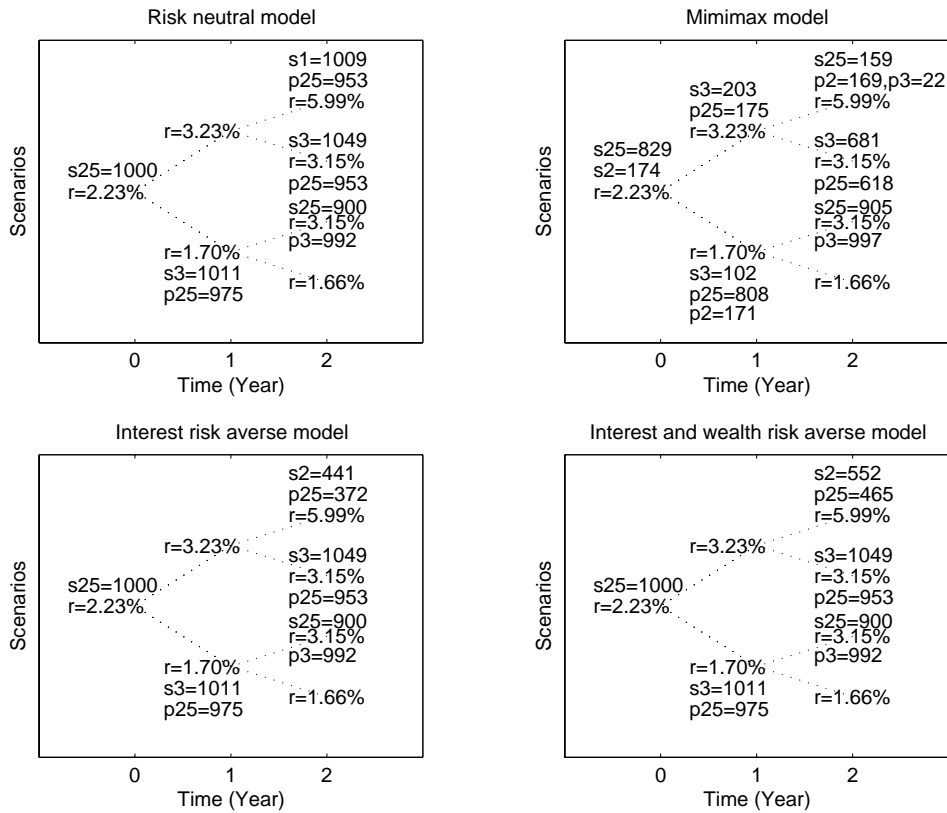 Risk neutral model
s1=1009
p25=953
r=5.99%
r=3.23%
s3=1049
r=3.15%
p25=953
s25=1000
r=2.23%
s25=900
r=3.15%
p3=992
r=1.70%
s3=1011
p25=975
r=1.66%
Scenarios
0 1 2
Time (Year)
Mimimax model
s25=159
p2=169,p3=22
r=5.99%
s3=203
p25=175
r=3.23%
s3=681
r=3.15%
p25=618
s25=829
s2=174
r=2.23%
s25=905
r=3.15%
p3=997
r=1.70%
s3=102
p25=808
p2=171
r=1.66%
Scenarios
0 1 2
Time (Year)
Interest risk averse model
s2=441
p25=372
r=5.99%
r=3.23%
s3=1049
r=3.15%
p25=953
s25=1000
r=2.23%
s25=900
r=3.15%
p3=992
r=1.70%
s3=1011
p25=975
r=1.66%
Scenarios
0 1 2
Time (Year)
Interest and wealth risk averse model
s2=552
p25=465
r=5.99%
r=3.23%
s3=1049
r=3.15%
p25=953
s25=1000
r=2.23%
s25=900
r=3.15%
p3=992
r=1.70%
s3=1011
p25=975
r=1.66%
Scenarios
0 1 2
Time (Year)